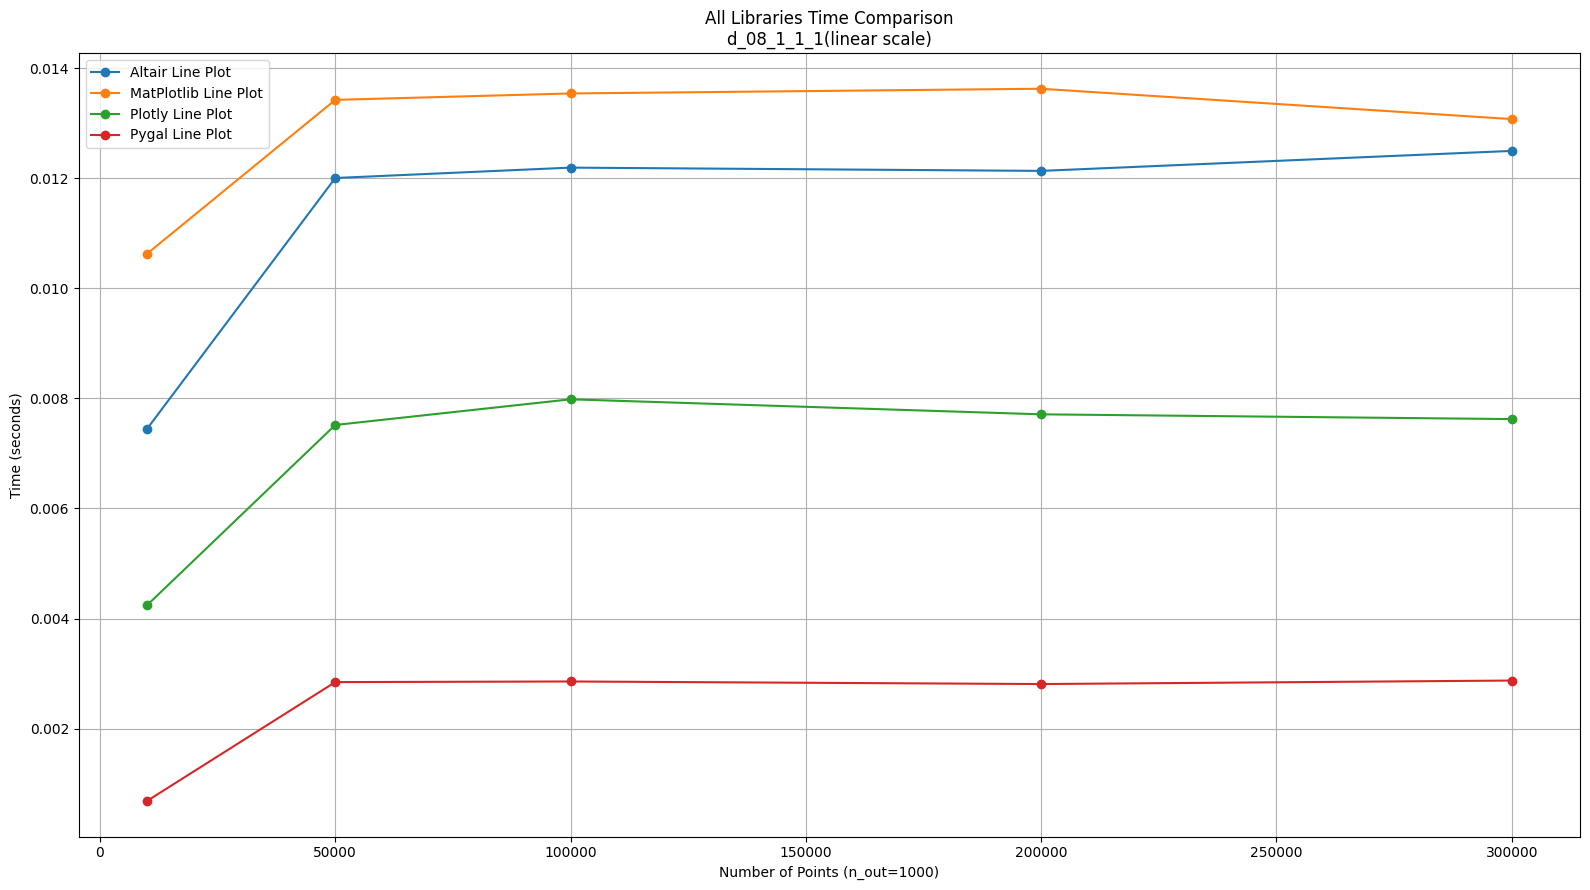 All Libraries Time Comparison
d_08_1_1_1(linear scale)
Altair Line Plot
MatPlotlib Line Plot
Plotly Line Plot
Pygal Line Plot
Time (seconds)
0.014
0.012
0.010
0.008
0.006
0.004
0.002
0 50000 100000 150000 200000 250000 300000
Number of Points (n_out=1000)